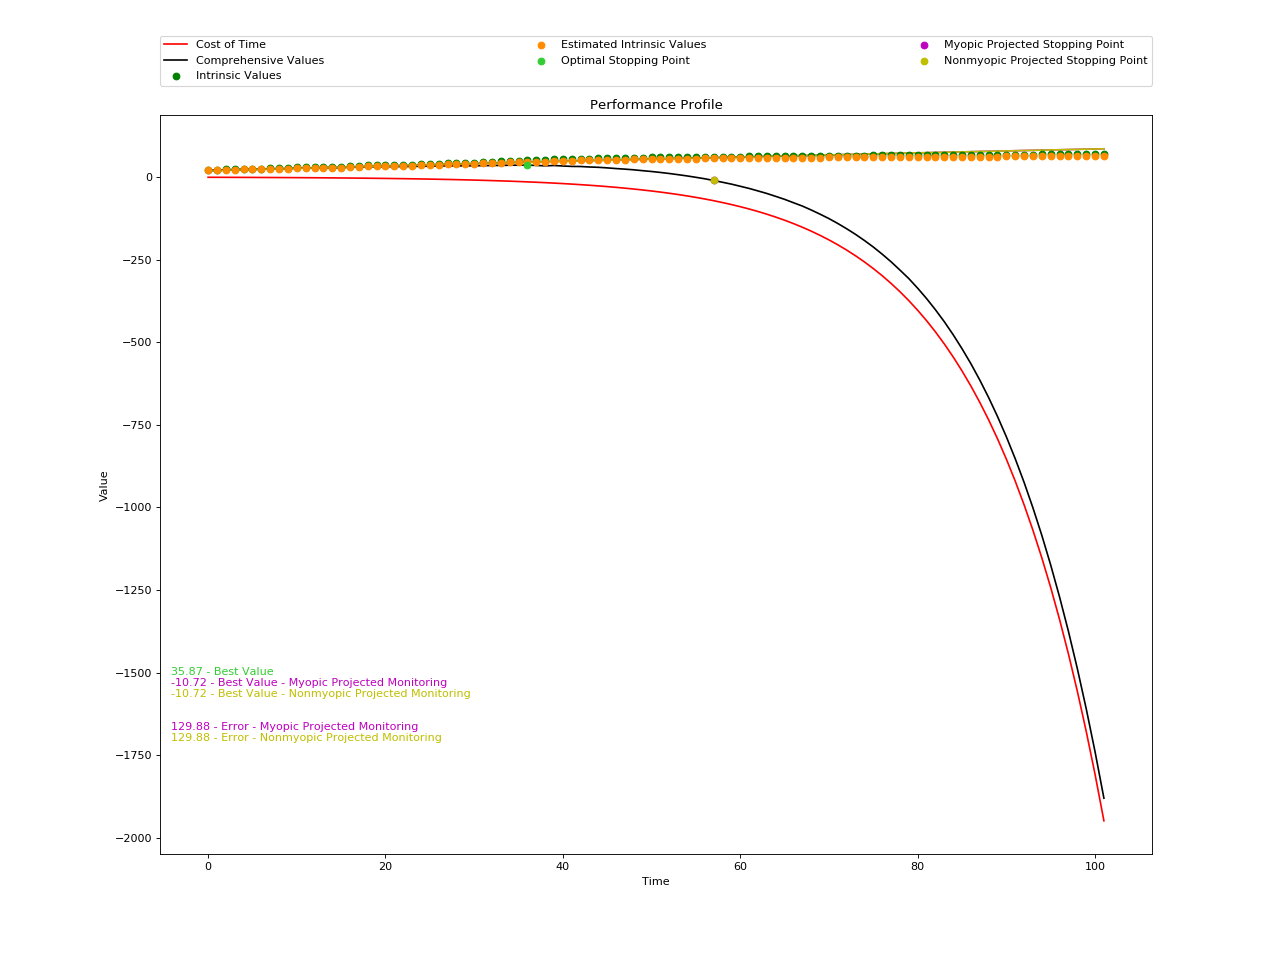 Cost of Time
Comprehensive Values
Intrinsic Values
Estimated Intrinsic Values
Optimal Stopping Point
Myopic Projected Stopping Point
Nonmyopic Projected Stopping Point
Performance Profile
Value
0
−250
−500
−750
−1000
−1250
−1500
−1750
−2000
35.87 - Best Value
-10.72 - Best Value - Myopic Projected Monitoring
-10.72 - Best Value - Nonmyopic Projected Monitoring
129.88 - Error - Myopic Projected Monitoring
129.88 - Error - Nonmyopic Projected Monitoring
0 20 40 60 80 100
Time